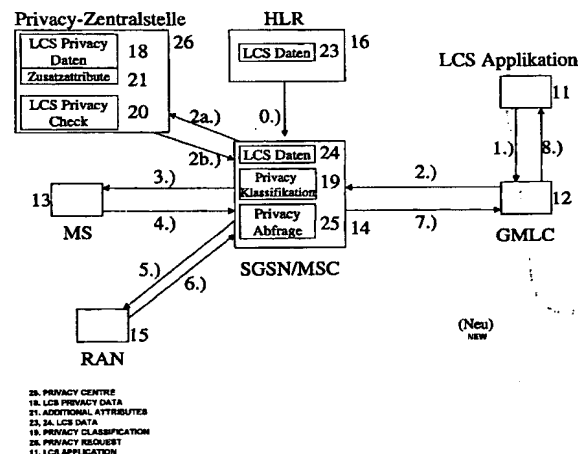 Privacy-Zentralstelle
LCS Privacy
Daten
18
26
Zusatzattribute
21
LCS Privacy
Check
20
HLR
LCS Daten
23
16
LCS Applikation
11
2a.)
0.)
1.)
8.)
2b.)
LCS Daten
24
3.)
Privacy
Klassifikation
19
2.)
13
4.)
Privacy
Abfrage
25
14
7.)
12
MS
SGSN/MSC
GMLC
5.)
6.)
15
RAN
(Neu)
NEW
26. PRIVACY CENTRE
18. LCS PRIVACY DATA
21. ADDITIONAL ATTRIBUTES
23, 24. LCS DATA
19. PRIVACY CLASSIFICATION
25. PRIVACY REQUEST
11. LCS APPLICATION